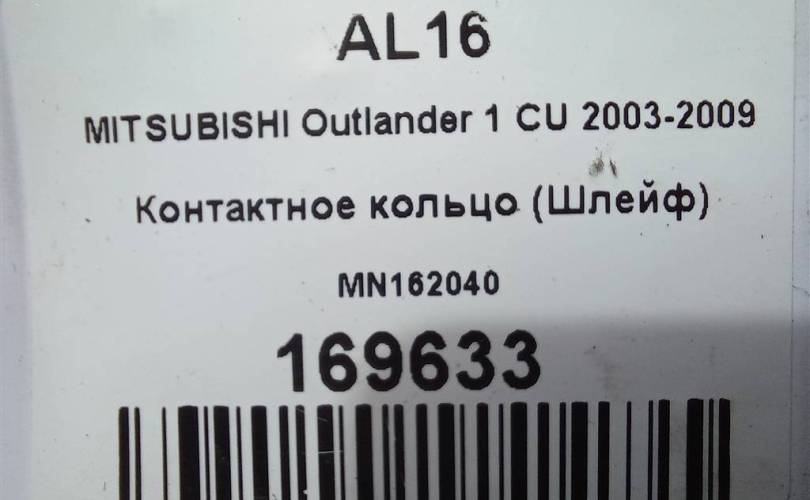 AL16
MITSUBISHI Outlander 1 CU 2003-2009
Контактное кольцо (Шлейф)
MN162040
169633